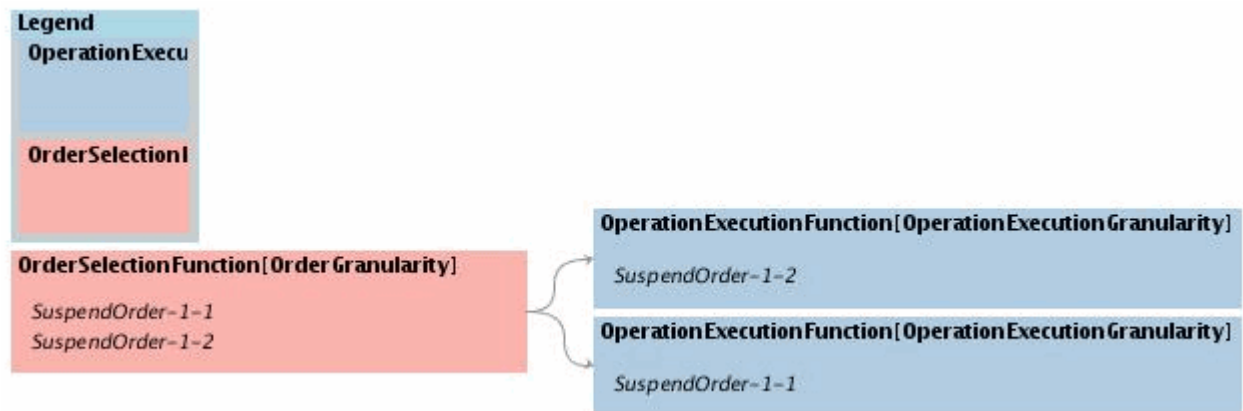 Legend
OperationExecu
OrderSelection
OrderSelectionFunction[OrderGranularity]
SuspendOrder-1-1
SuspendOrder-1-2
OperationExecutionFunction[OperationExecutionGranularity]
SuspendOrder-1-2
OperationExecutionFunction[OperationExecutionGranularity]
SuspendOrder-1-1